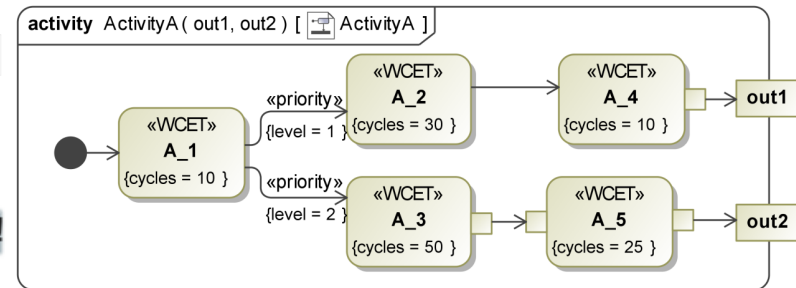 activity ActivityA ( out1, out2 ) [ ActivityA ]
«WCET»
A_1
{cycles = 10 }
«priority»
{level = 1 }
«WCET»
A_2
{cycles = 30 }
«WCET»
A_4
{cycles = 10 }
out1
«priority»
{level = 2 }
«WCET»
A_3
{cycles = 50 }
«WCET»
A_5
{cycles = 25 }
out2